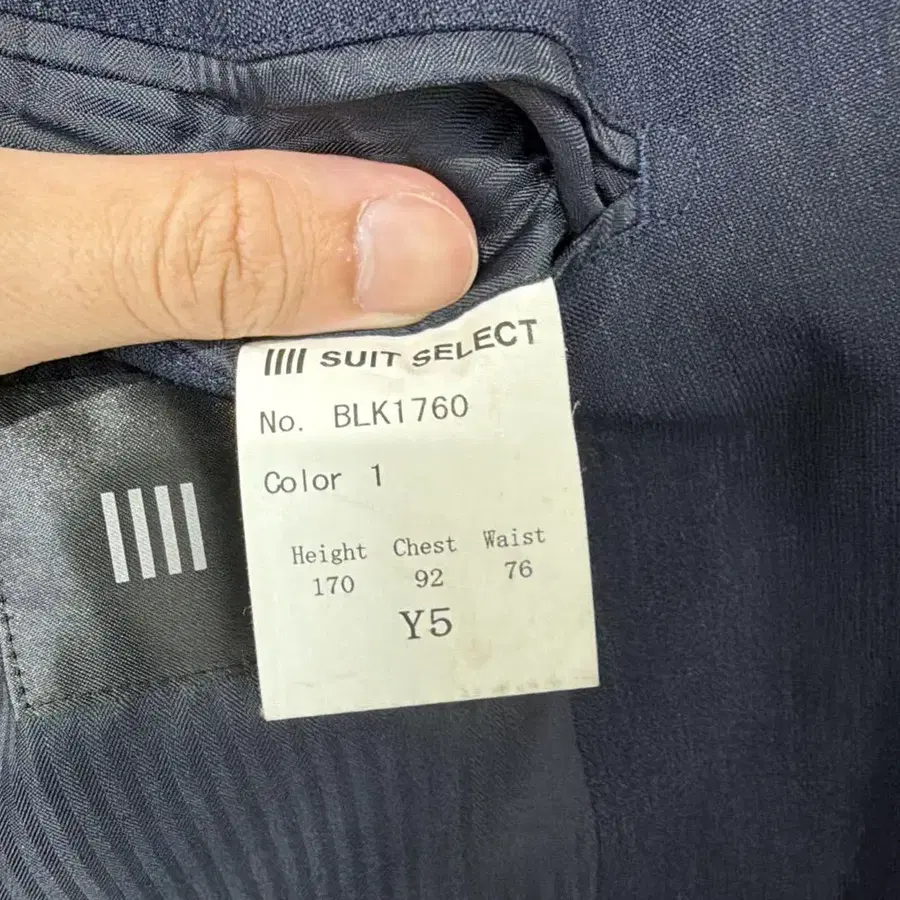 SUIT SELECT
No. BLK1760
Color 1
Height Chest Waist
170 92 76
Y5